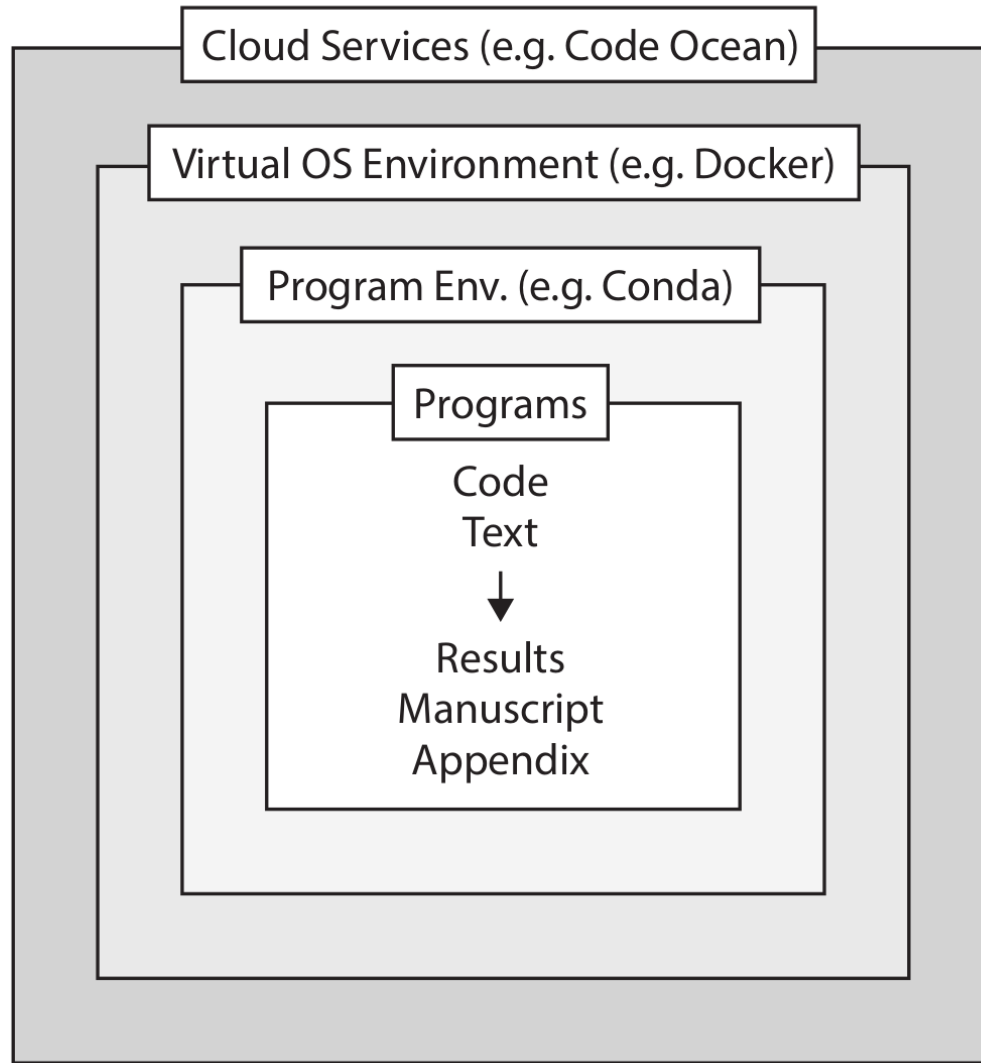 Cloud Services (e.g. Code Ocean)
Virtual OS Environment (e.g. Docker)
Program Env. (e.g. Conda)
Programs
Code
Text
Results
Manuscript
Appendix